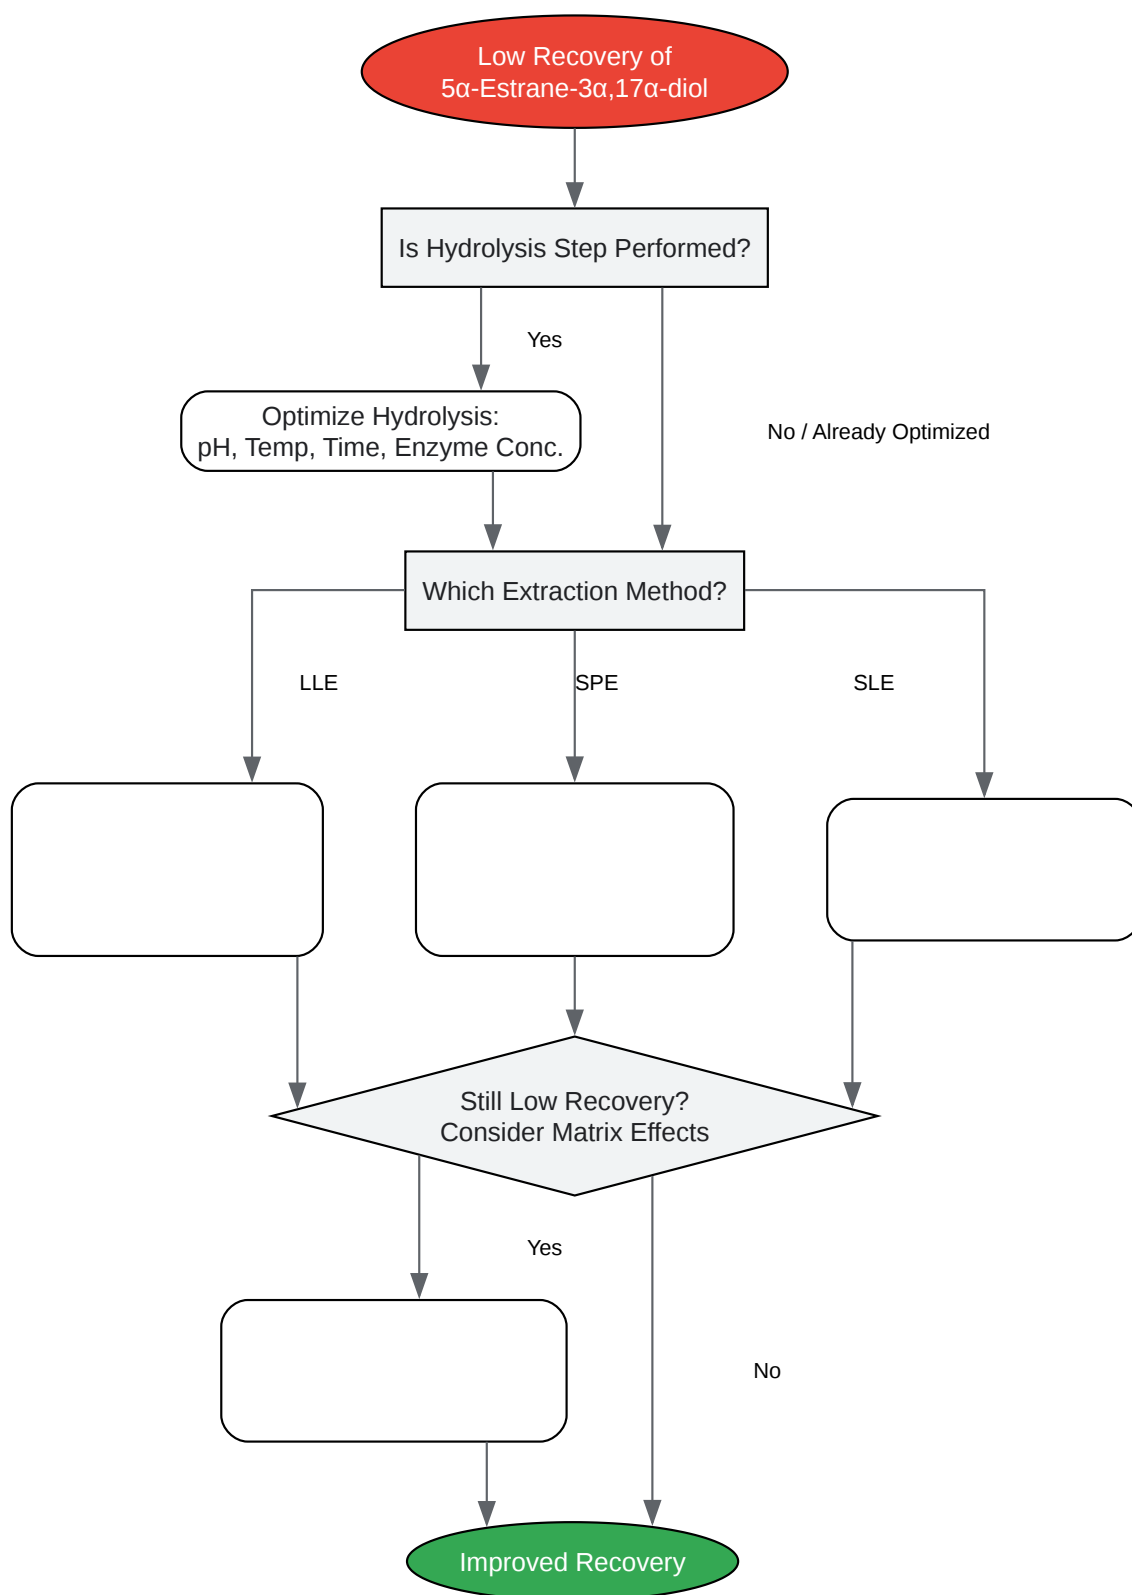 Low Recovery of
5α-Estrane-3α,17α-diol
Is Hydrolysis Step Performed?
Yes
Optimize Hydrolysis:
pH, Temp, Time, Enzyme Conc.
No / Already Optimized
Which Extraction Method?
LLE
SPE
SLE
Still Low Recovery?
Consider Matrix Effects
Yes
No
Improved Recovery